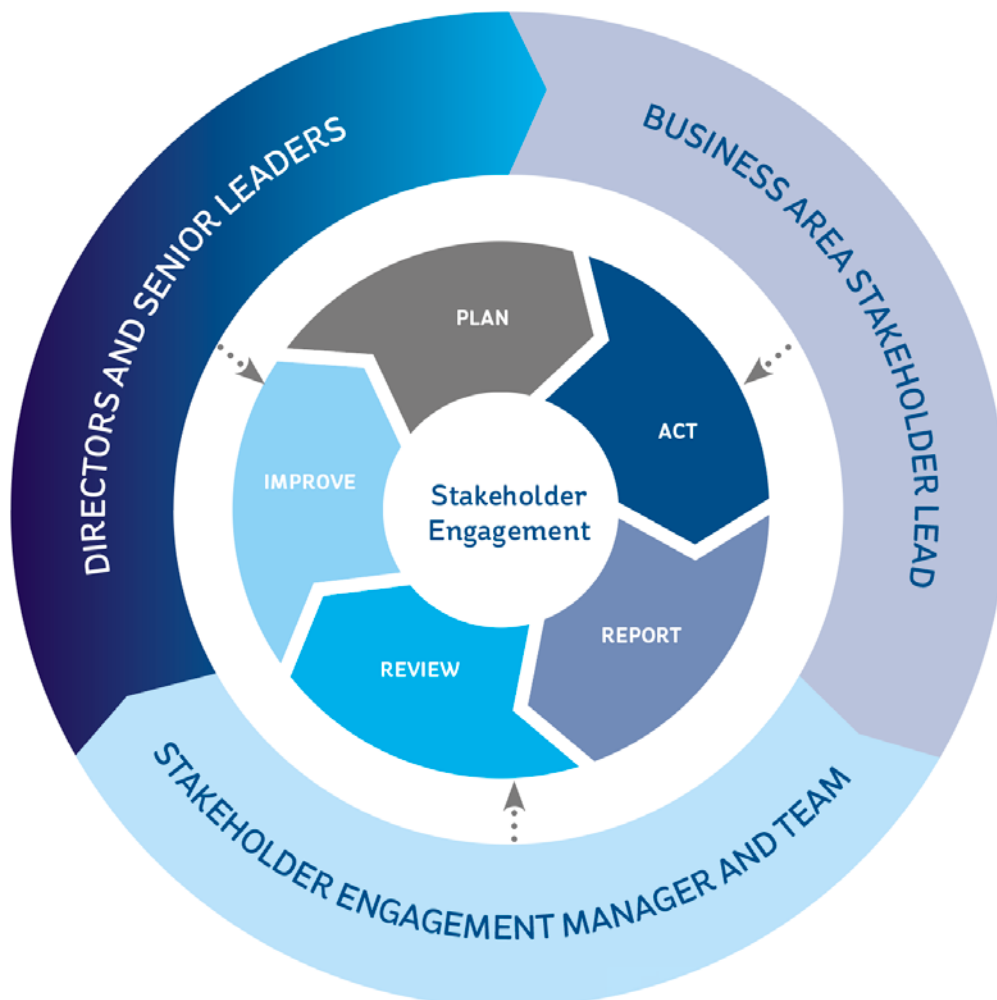 DIRECTORS AND SENIOR LEADERS
BUSINESS AREA STAKEHOLDER LEAD
PLAN
ACT
IMPROVE
Stakeholder
Engagement
REPORT
REVIEW
STAKEHOLDER ENGAGEMENT MANAGER AND TEAM